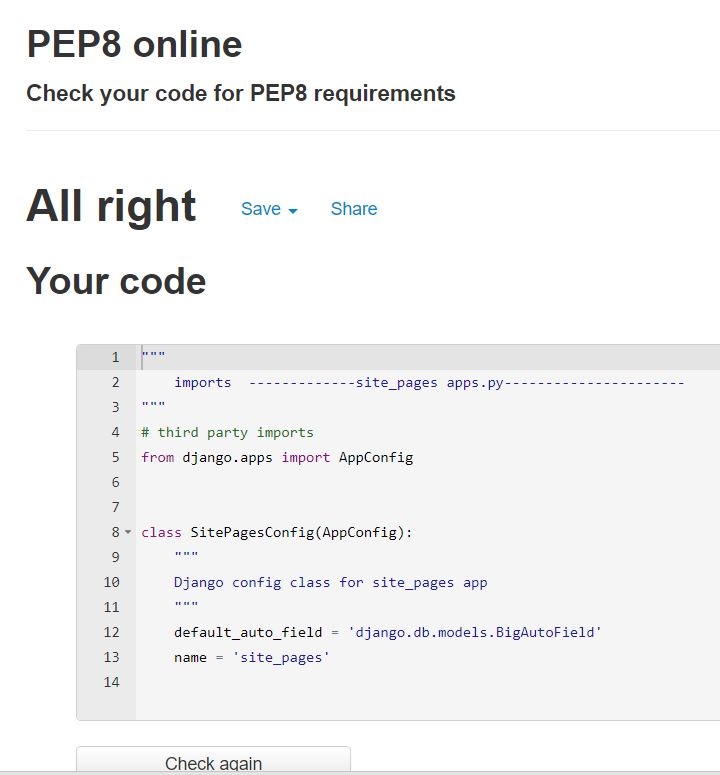 PEP8 online
Check your code for PEP8 requirements
All right Save Share
Your code
1 """
2     imports  -------------site_pages apps.py----------------------
3 """
4 # third party imports
5 from django.apps import AppConfig
6
7
8 class SitePagesConfig(AppConfig):
9     """
10     Django config class for site_pages app
11     """
12     default_auto_field = 'django.db.models.BigAutoField'
13     name = 'site_pages'
14
Check again